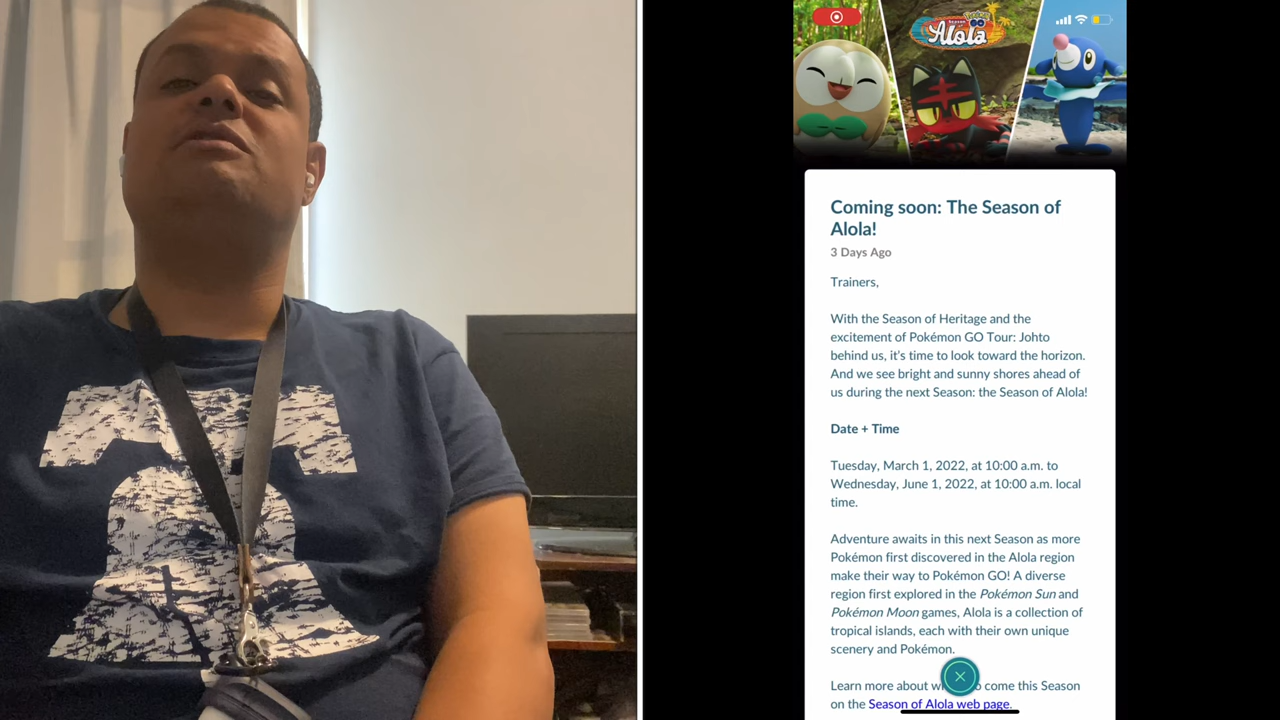 Season of
Pokémon GO
Alola
Coming soon: The Season of
Alola!
3 Days Ago
Trainers,
With the Season of Heritage and the
excitement of Pokémon GO Tour: Johto
behind us, it's time to look toward the horizon.
And we see bright and sunny shores ahead of
us during the next Season: the Season of Alola!
Date + Time
Tuesday, March 1, 2022, at 10:00 a.m. to
Wednesday, June 1, 2022, at 10:00 a.m. local
time.
Adventure awaits in this next Season as more
Pokémon first discovered in the Alola region
make their way to Pokémon GO! A diverse
region first explored in the Pokémon Sun and
Pokémon Moon games, Alola is a collection of
tropical islands, each with their own unique
scenery and Pokémon.
Learn more about come this Season
on the Season of Alola web page.